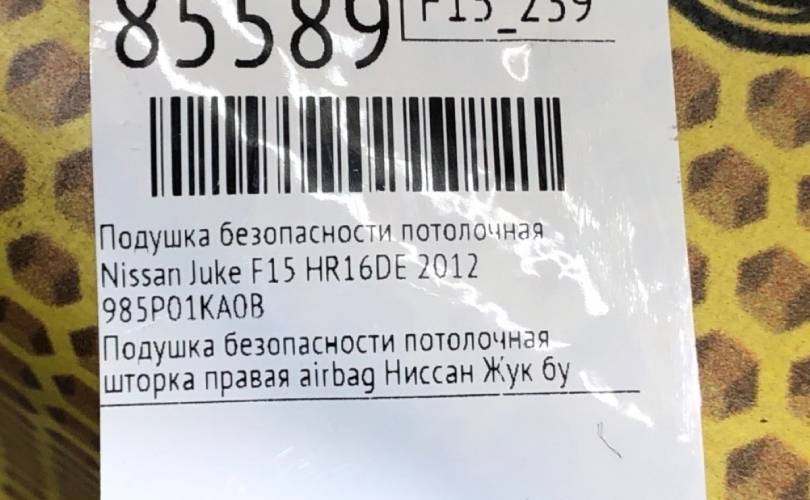 85589
F15_259
Подушка безопасности потолочная
Nissan Juke F15 HR16DE 2012
985P01KA0B
Подушка безопасности потолочная
шторка правая airbag Ниссан Жук бу